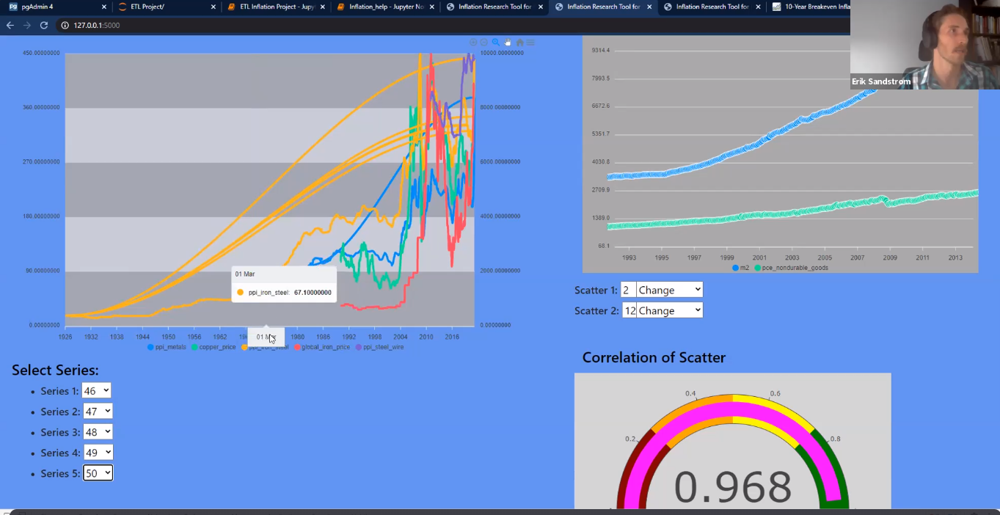 pgAdmin 4
ETL Project/
ETL Inflation Project - Jupy
Inflation_help - Jupyter No
Inflation Research Tool for
Inflation Research Tool for
Inflation Research Tool for
10-Year Breakeven Infla
127.0.0.1:5000
Erik Sandstrom
450.00000000
360.00000000
270.00000000
180.00000000
90.00000000
0.00000000
10000.00000000
8000.00000000
6000.00000000
4000.00000000
2000.00000000
0.00000000
01 Mar
ppi_iron_steel: 67.10000000
1926 1932 1938 1944 1950 1956 1962 1980 1986 1992 1998 2004 2010 2016
ppi_metals copper_price ppi_iron_steel global_iron_price ppi_steel_wire
Select Series:
Series 1: 46
Series 2: 47
Series 3: 48
Series 4: 49
Series 5: 50
9314.4
7993.5
6672.6
5351.7
4030.8
2709.9
1389.0
68.1
1993 1995 1997 1999 2001 2003 2005 2007 2009 2011 2013
m2 pce_nondurable_goods
Scatter 1: 2 Change
Scatter 2: 12 Change
Correlation of Scatter
0.2
0.4
0.6
0.8
0.968